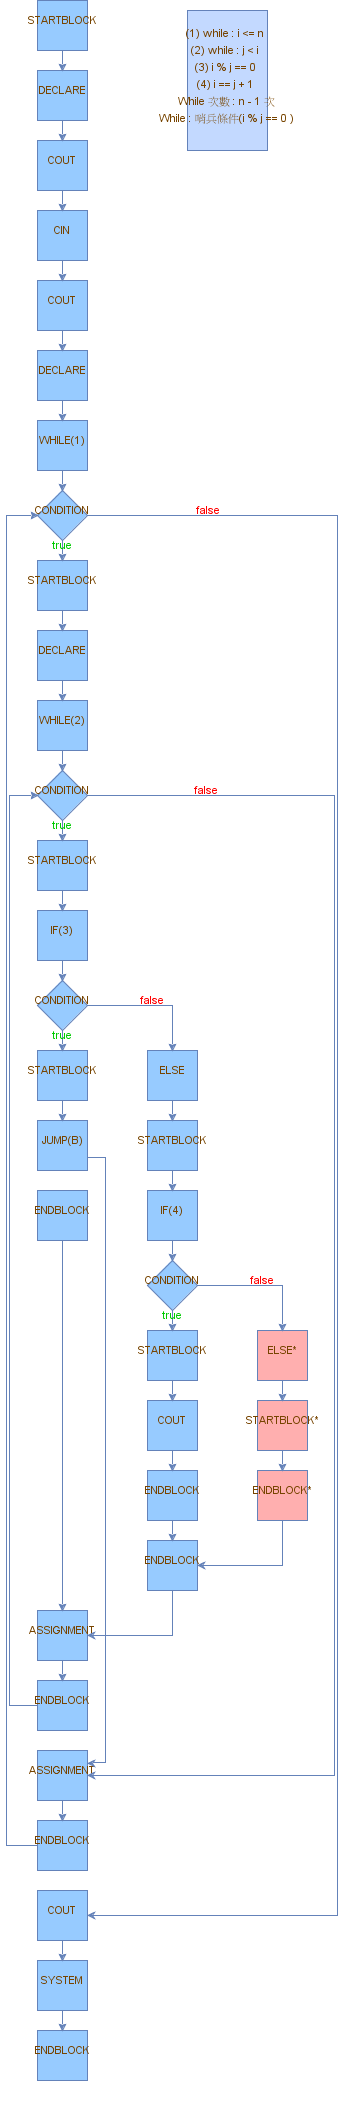 STARTBLOCK
(1) while : i <= n
(2) while : j < i
(3) i % j == 0
(4) i == j + 1
While 次數 : n - 1 次
While : 哨兵條件(i % j == 0 )
DECLARE
COUT
CIN
COUT
DECLARE
WHILE(1)
CONDITION
false
true
STARTBLOCK
DECLARE
WHILE(2)
CONDITION
false
true
STARTBLOCK
IF(3)
CONDITION
false
true
STARTBLOCK
ELSE
JUMP(B)
STARTBLOCK
ENDBLOCK
IF(4)
CONDITION
false
true
STARTBLOCK
ELSE*
COUT
STARTBLOCK*
ENDBLOCK
ENDBLOCK*
ENDBLOCK
ASSIGNMENT
ENDBLOCK
ASSIGNMENT
ENDBLOCK
COUT
SYSTEM
ENDBLOCK